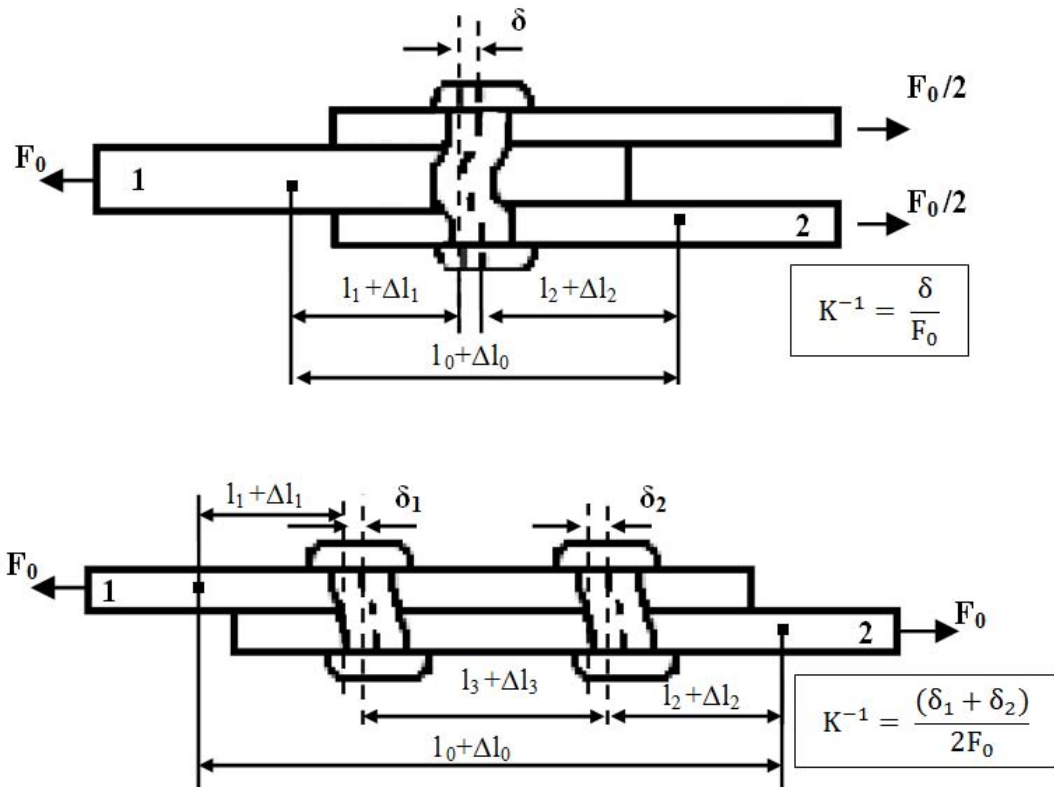 δ
F₀/2
F₀
1
F₀/2
2
l₁+Δl₁
l₂+Δl₂
K⁻¹ = δ/F₀
l₀+Δl₀
l₁+Δl₁
δ₁
δ₂
F₀
1
F₀
2
l₃+Δl₃
l₂+Δl₂
K⁻¹ = (δ₁ + δ₂)/2F₀
l₀+Δl₀